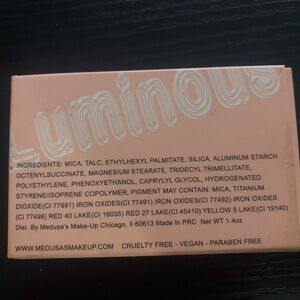 Luminous
INGREDIENTS: MICA, TALC, ETHYLHEXYL PALMITATE, SILICA, ALUMINUM STARCH
OCTENYLSUCCINATE, MAGNESIUM STEARATE, TRIDECYL TRIMELLITATE,
POLYETHYLENE, PHENOXYETHANOL, CAPRYLYL GLYCOL, HYDROGENATED
STYRENE/ISOPRENE COPOLYMER, PIGMENT MAY CONTAIN: MICA, TITANIUM
DIOXIDE(CI 77891) IRON OXIDES(CI 77491) IRON OXIDES(CI 77492) IRON OXIDES
(CI 77499) RED 40 LAKE(CI 16035) RED 27 LAKE(CI 45410) YELLOW 5 LAKE(CI 19140)
Dist. By Medusa's Make-Up Chicago, Il 60613 Made in PRC Net WT 1.4oz
WWW.MEDUSASMAKEUP.COM CRUELTY FREE - VEGAN - PARABEN FREE